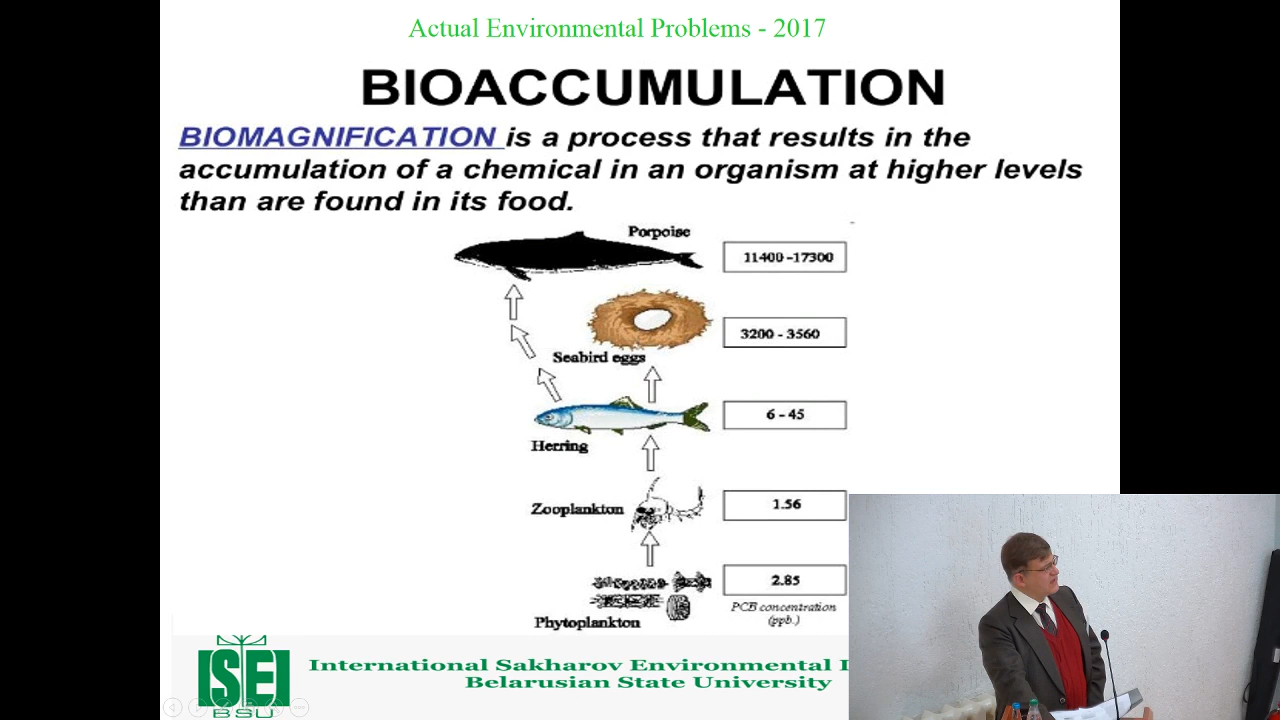 Actual Environmental Problems - 2017
BIOACCUMULATION
BIOMAGNIFICATION is a process that results in the
accumulation of a chemical in an organism at higher levels
than are found in its food.
Porpoise
11400 -17300
3200 - 3560
Seabird eggs
6 - 45
Herring
Zooplankton
1.56
2.85
PCB concentration
(ppb.)
Phytoplankton
ISEI
BSU
International Sakharov Environmental I
Belarusian State University